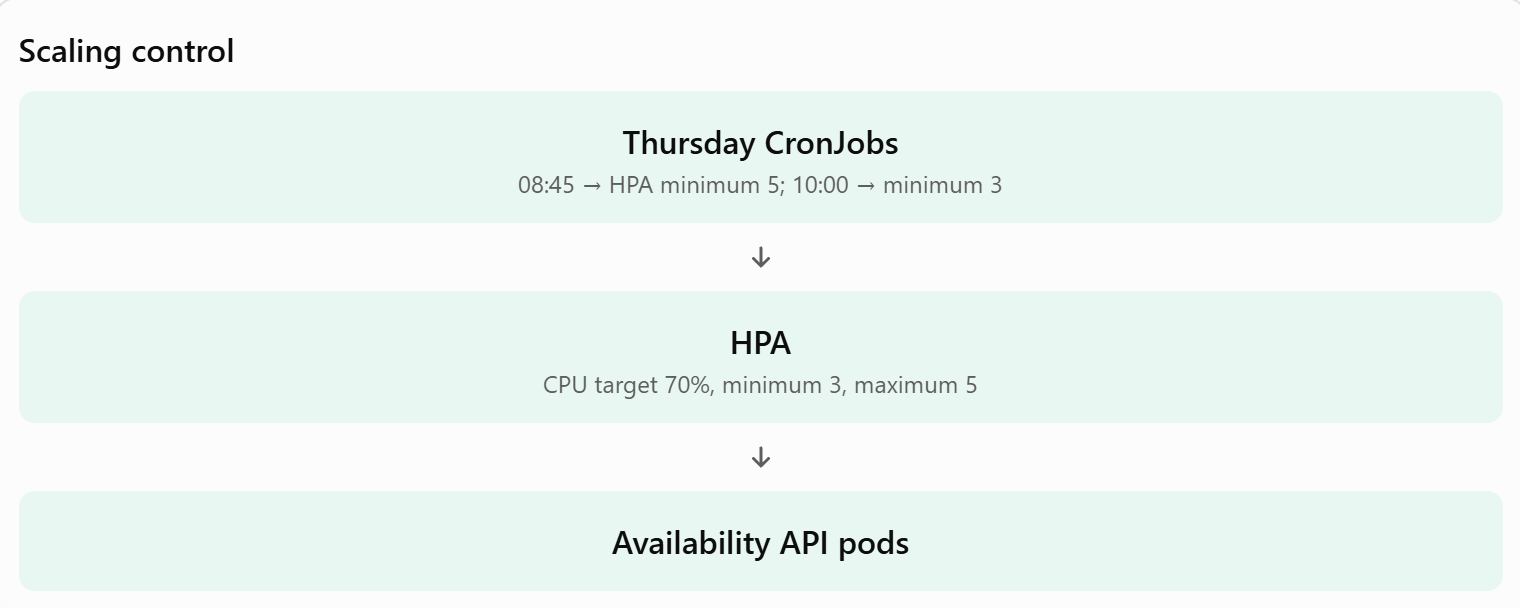 Scaling control
Thursday CronJobs
08:45 → HPA minimum 5; 10:00 → minimum 3
↓
HPA
CPU target 70%, minimum 3, maximum 5
↓
Availability API pods